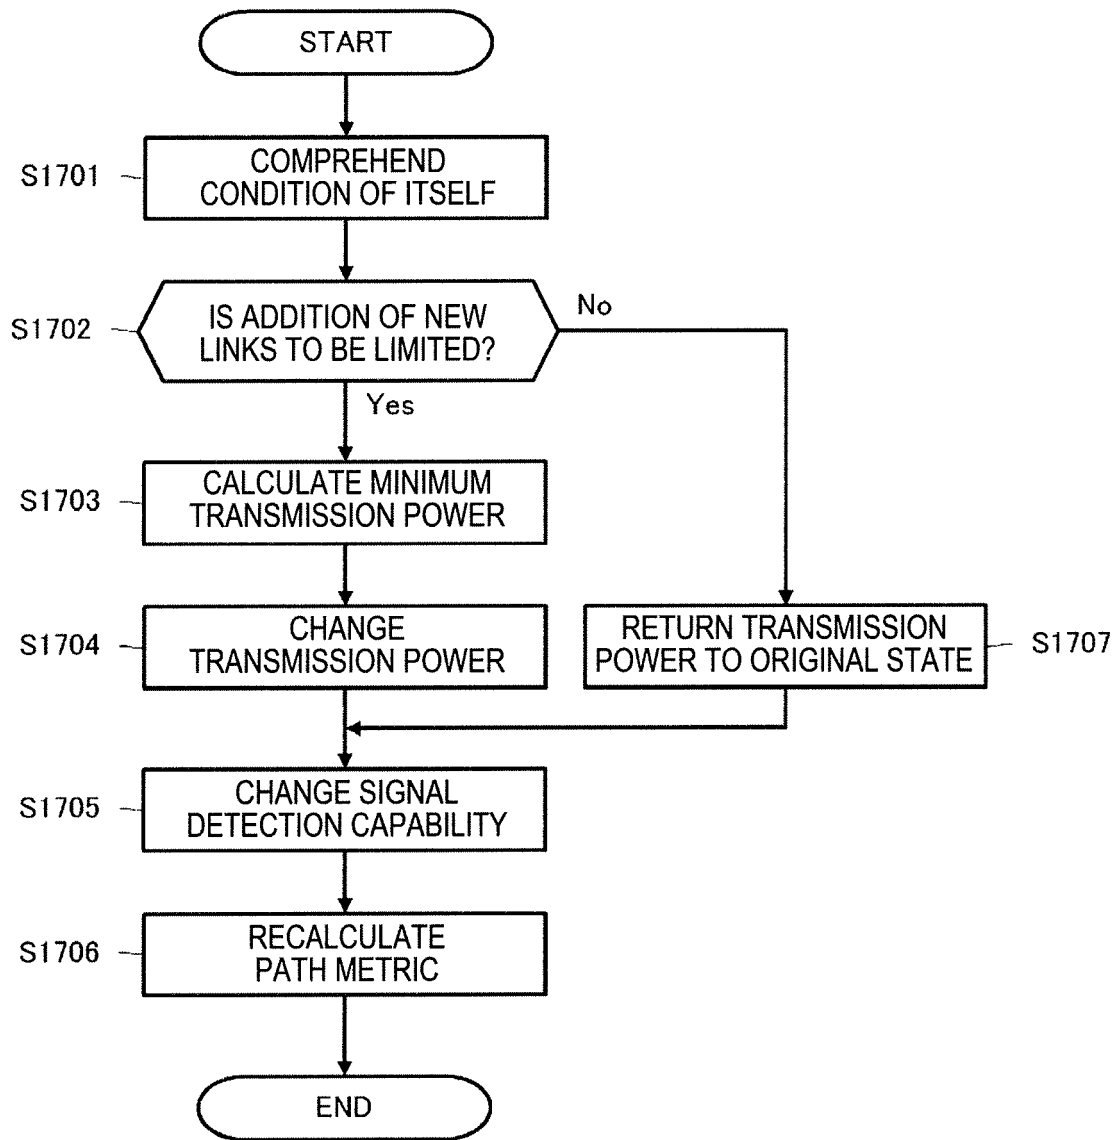 START
S1701
COMPREHEND
CONDITION OF ITSELF
S1702
IS ADDITION OF NEW
LINKS TO BE LIMITED?
No
Yes
S1703
CALCULATE MINIMUM
TRANSMISSION POWER
S1704
CHANGE
TRANSMISSION POWER
RETURN TRANSMISSION
POWER TO ORIGINAL STATE
S1707
S1705
CHANGE SIGNAL
DETECTION CAPABILITY
S1706
RECALCULATE
PATH METRIC
END